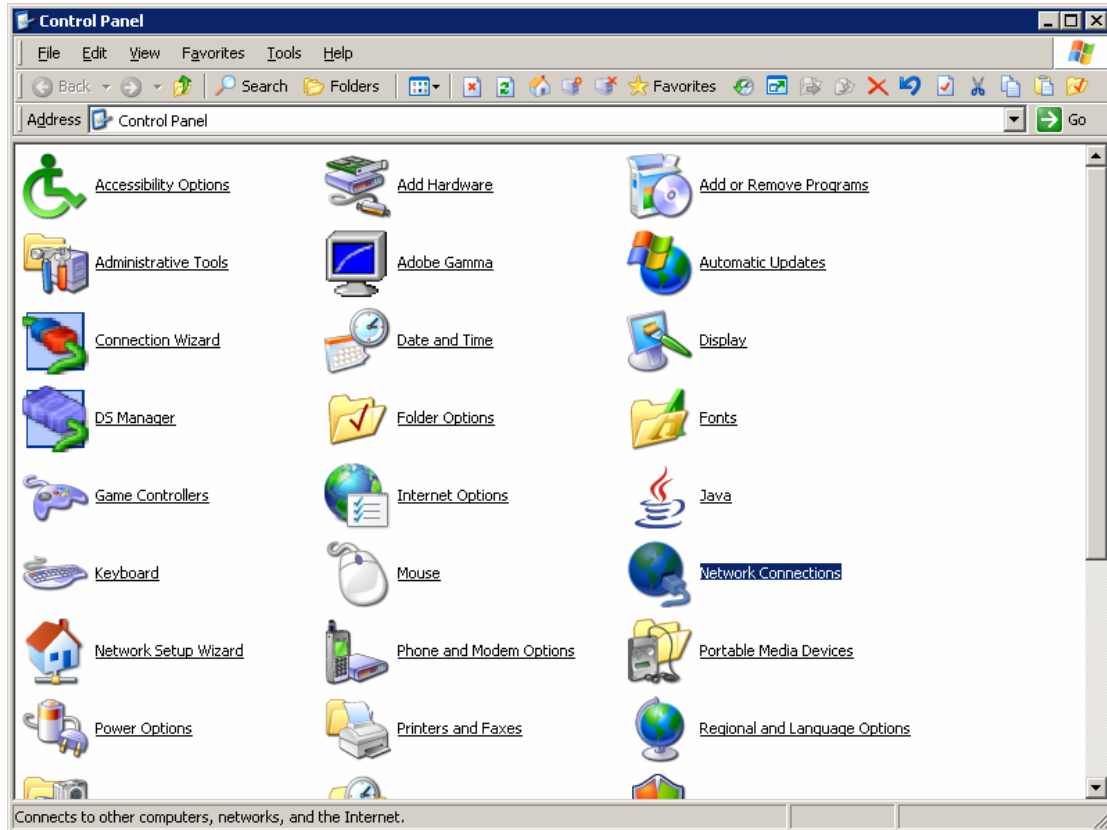 Control Panel
File Edit View Favorites Tools Help
Back Search Folders Favorites
Address Control Panel Go
Accessibility Options Add Hardware Add or Remove Programs
Administrative Tools Adobe Gamma Automatic Updates
Connection Wizard Date and Time Display
DS Manager Folder Options Fonts
Game Controllers Internet Options Java
Keyboard Mouse Network Connections
Network Setup Wizard Phone and Modem Options Portable Media Devices
Power Options Printers and Faxes Regional and Language Options
Connects to other computers, networks, and the Internet.